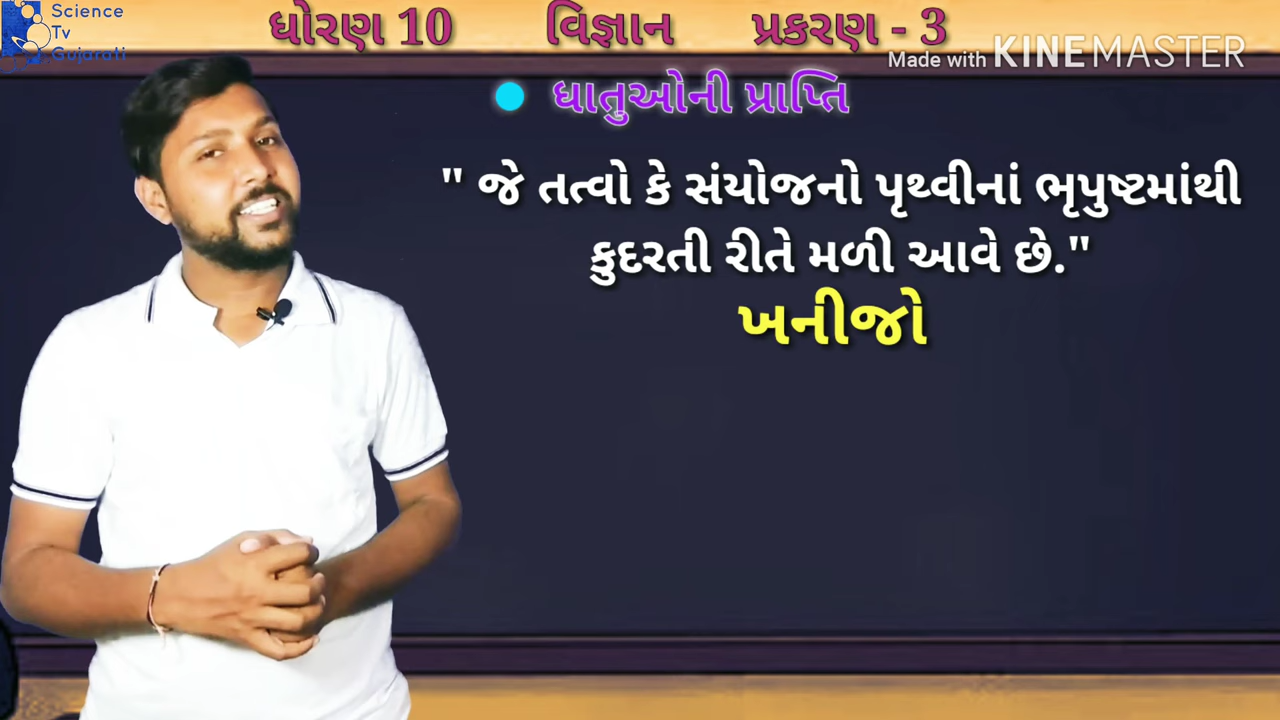 Science
Tv
Gujarati
ધોરણ 10 વિજ્ઞાન પ્રકરણ - 3
Made with KINEMASTER
ધાતુઓની પ્રાપ્તિ
" જે તત્વો કે સંયોજનો પૃથ્વીનાં ભૃપુષ્ટમાંથી
કુદરતી રીતે મળી આવે છે."
ખનીજો